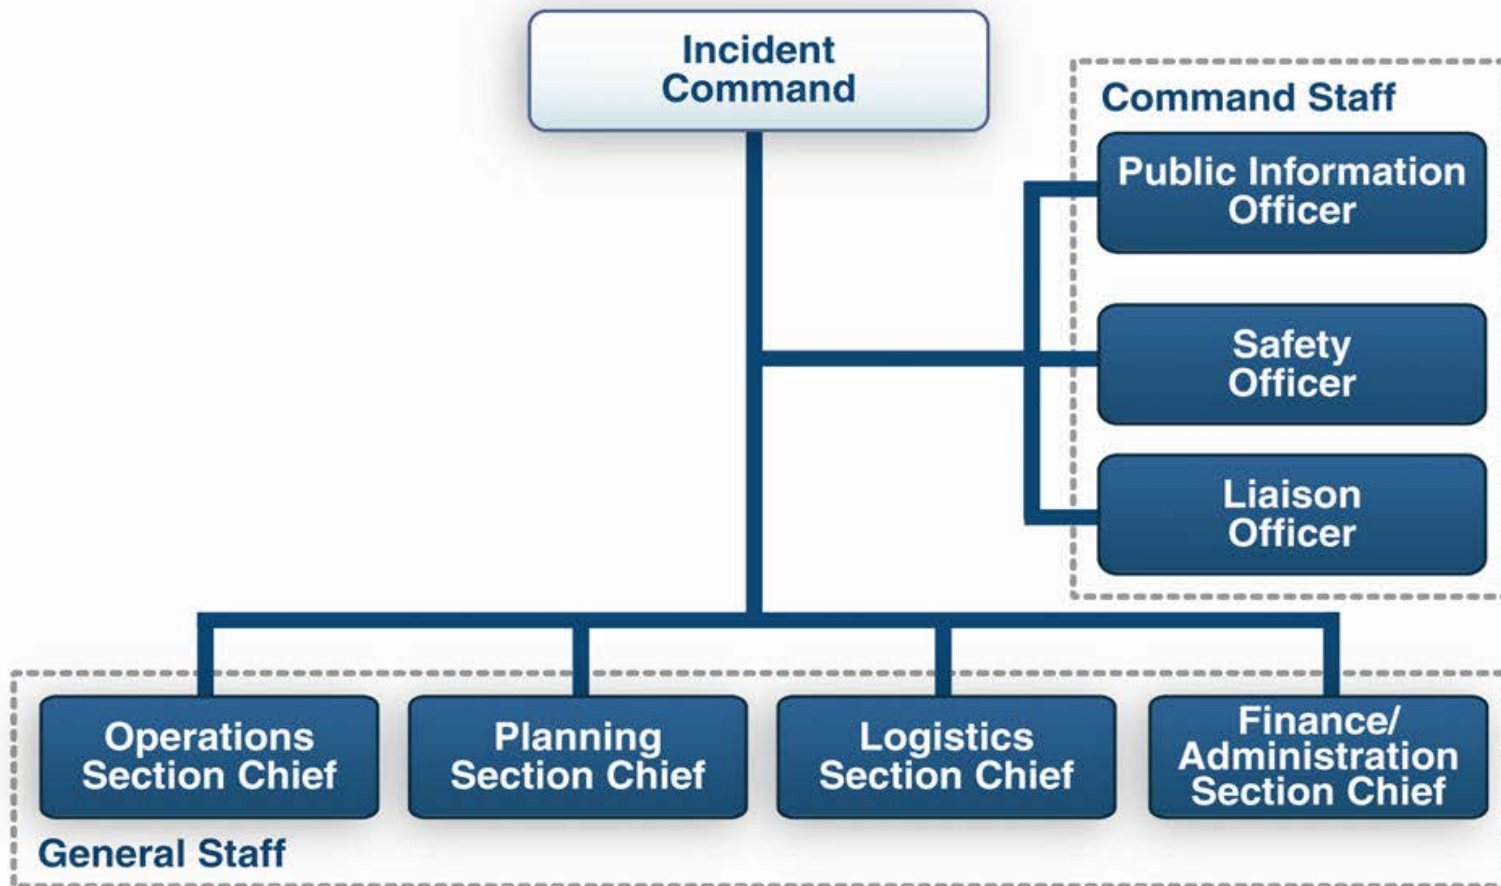 Incident
Command
Command Staff
Public Information
Officer
Safety
Officer
Liaison
Officer
Operations
Section Chief
Planning
Section Chief
Logistics
Section Chief
Finance/
Administration
Section Chief
General Staff